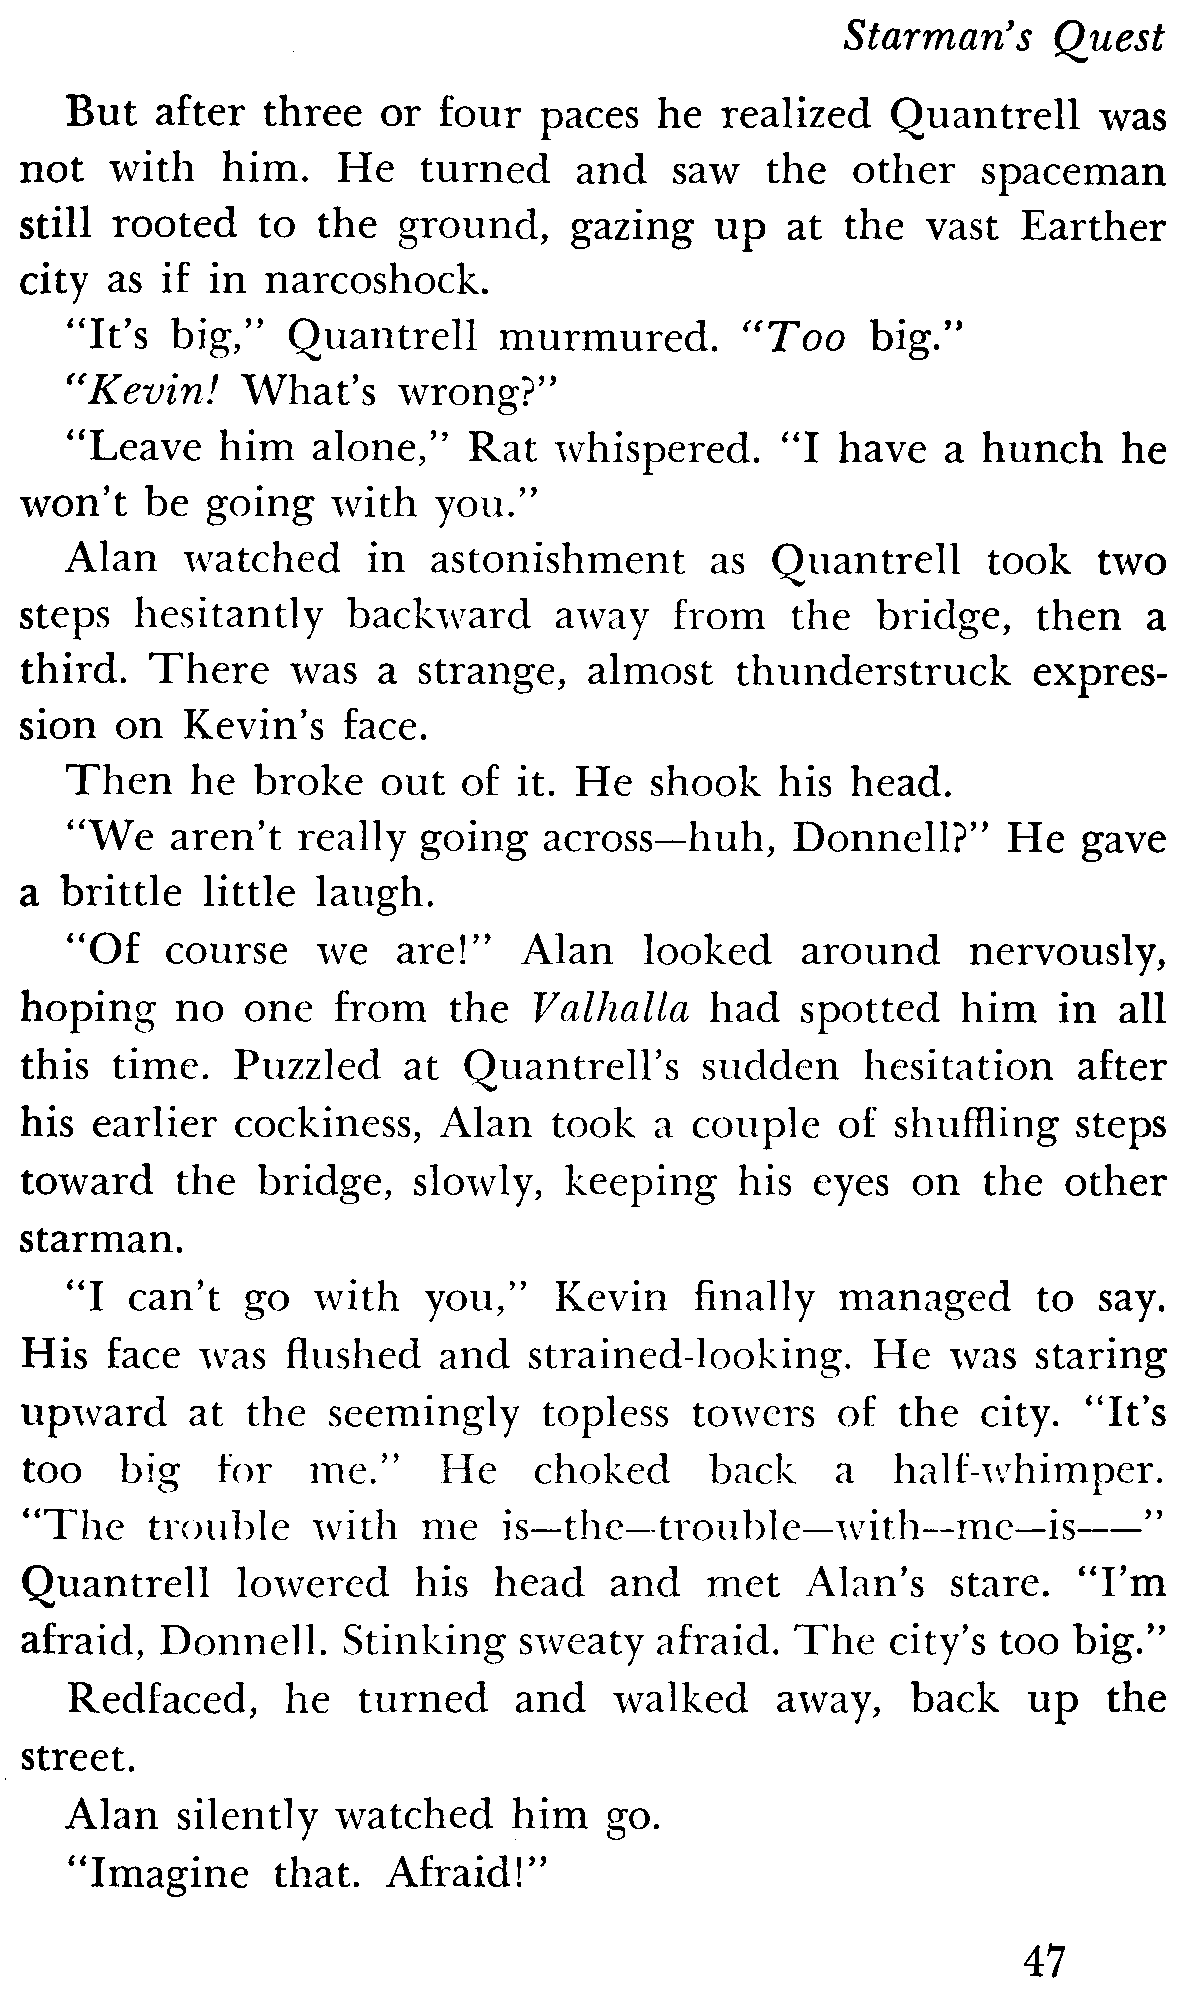 Starman's Quest
But after three or four paces he realized Quantrell was
not with him. He turned and saw the other spaceman
still rooted to the ground, gazing up at the vast Earther
city as if in narcoshock.
"It's big," Quantrell murmured. "Too big."
"Kevin! What's wrong?"
"Leave him alone," Rat whispered. "I have a hunch he
won't be going with you."
Alan watched in astonishment as Quantrell took two
steps hesitantly backward away from the bridge, then a
third. There was a strange, almost thunderstruck expres-
sion on Kevin's face.
Then he broke out of it. He shook his head.
"We aren't really going across—huh, Donnell?" He gave
a brittle little laugh.
"Of course we are!" Alan looked around nervously,
hoping no one from the Valhalla had spotted him in all
this time. Puzzled at Quantrell's sudden hesitation after
his earlier cockiness, Alan took a couple of shuffling steps
toward the bridge, slowly, keeping his eyes on the other
starman.
"I can't go with you," Kevin finally managed to say.
His face was flushed and strained-looking. He was staring
upward at the seemingly topless towers of the city. "It's
too big for me." He choked back a half-whimper.
"The trouble with me is—the—trouble—with—me—is——"
Quantrell lowered his head and met Alan's stare. "I'm
afraid, Donnell. Stinking sweaty afraid. The city's too big."
Redfaced, he turned and walked away, back up the
street.
Alan silently watched him go.
"Imagine that. Afraid!"
47